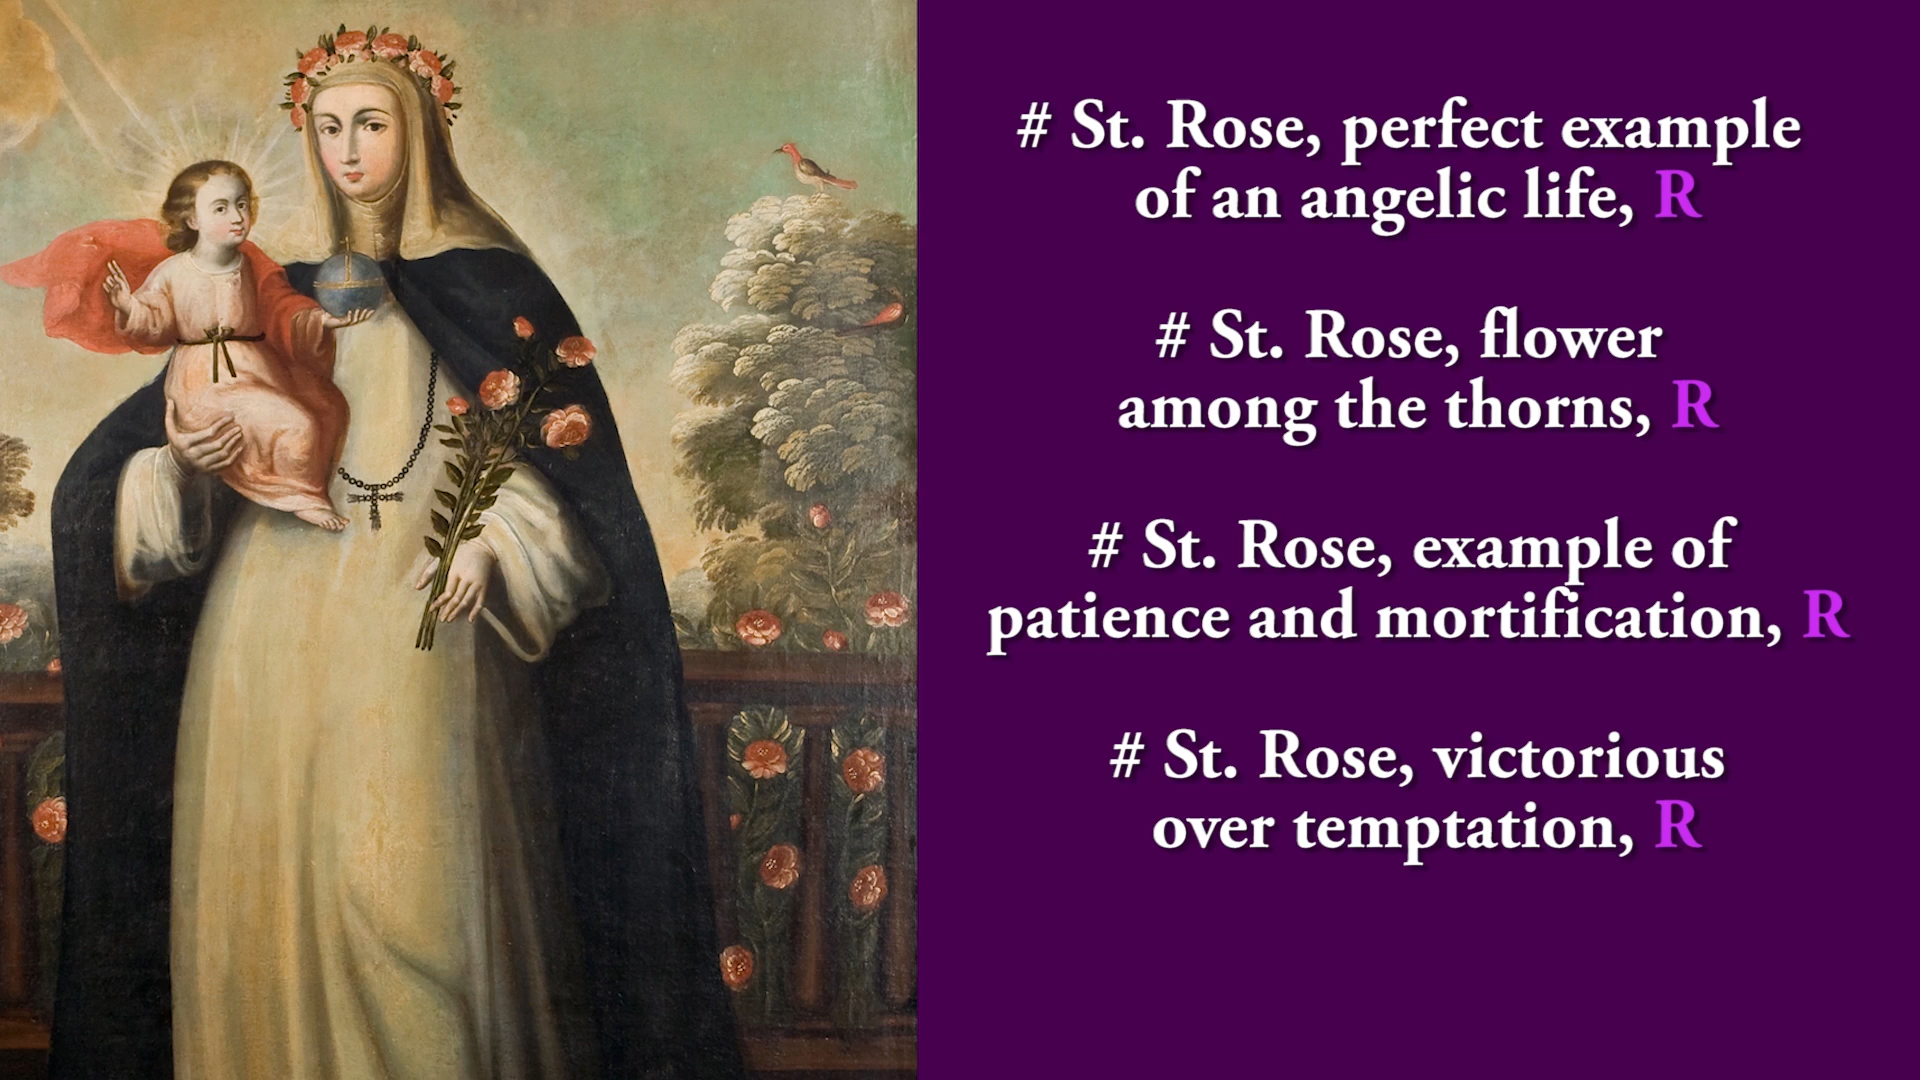 # St. Rose, perfect example
of an angelic life, R
# St. Rose, flower
among the thorns, R
# St. Rose, example of
patience and mortification, R
# St. Rose, victorious
over temptation, R